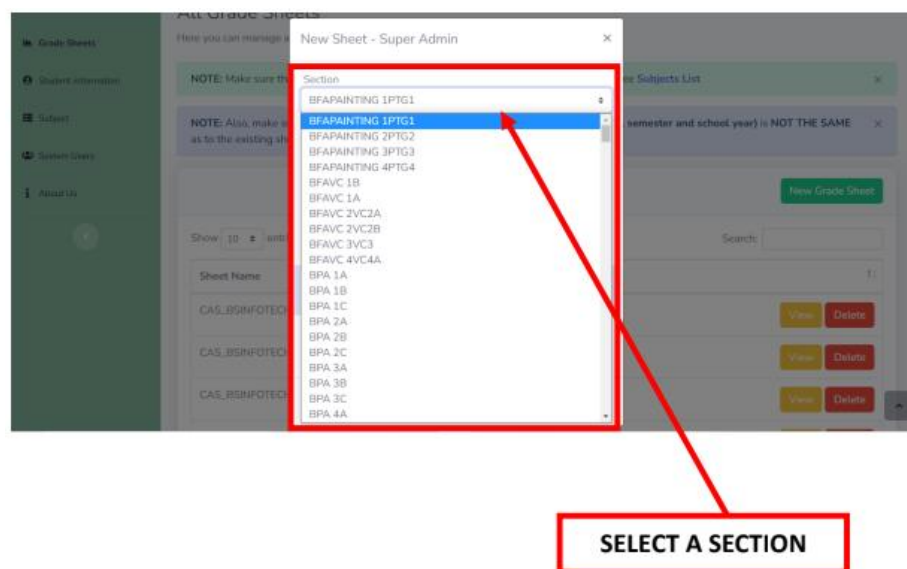 All Grade Sheets
Grade Sheets
Here you can manage a
New Sheet - Super Admin ×
Student Information
NOTE: Make sure th
Section
ee Subjects List ×
BFAPAINTING 1PTG1
Subject
NOTE: Also, make s
semester and school year) is NOT THE SAME ×
as to the existing she
System Users
About Us
BFAPAINTING 1PTG1
BFAPAINTING 2PTG2
BFAPAINTING 3PTG3
BFAPAINTING 4PTG4
BFAVC 1B
BFAVC 1A
BFAVC 2VC2A
BFAVC 2VC2B
BFAVC 3VC3
BFAVC 4VC4A
BPA 1A
BPA 1B
BPA 1C
BPA 2A
BPA 2B
BPA 2C
BPA 3A
BPA 3B
BPA 3C
BPA 4A
New Grade Sheet
Show 10 entri
Search:
Sheet Name
CAS_BSINFOTECH
View Delete
CAS_BSINFOTECH
View Delete
CAS_BSINFOTECH
View Delete
SELECT A SECTION